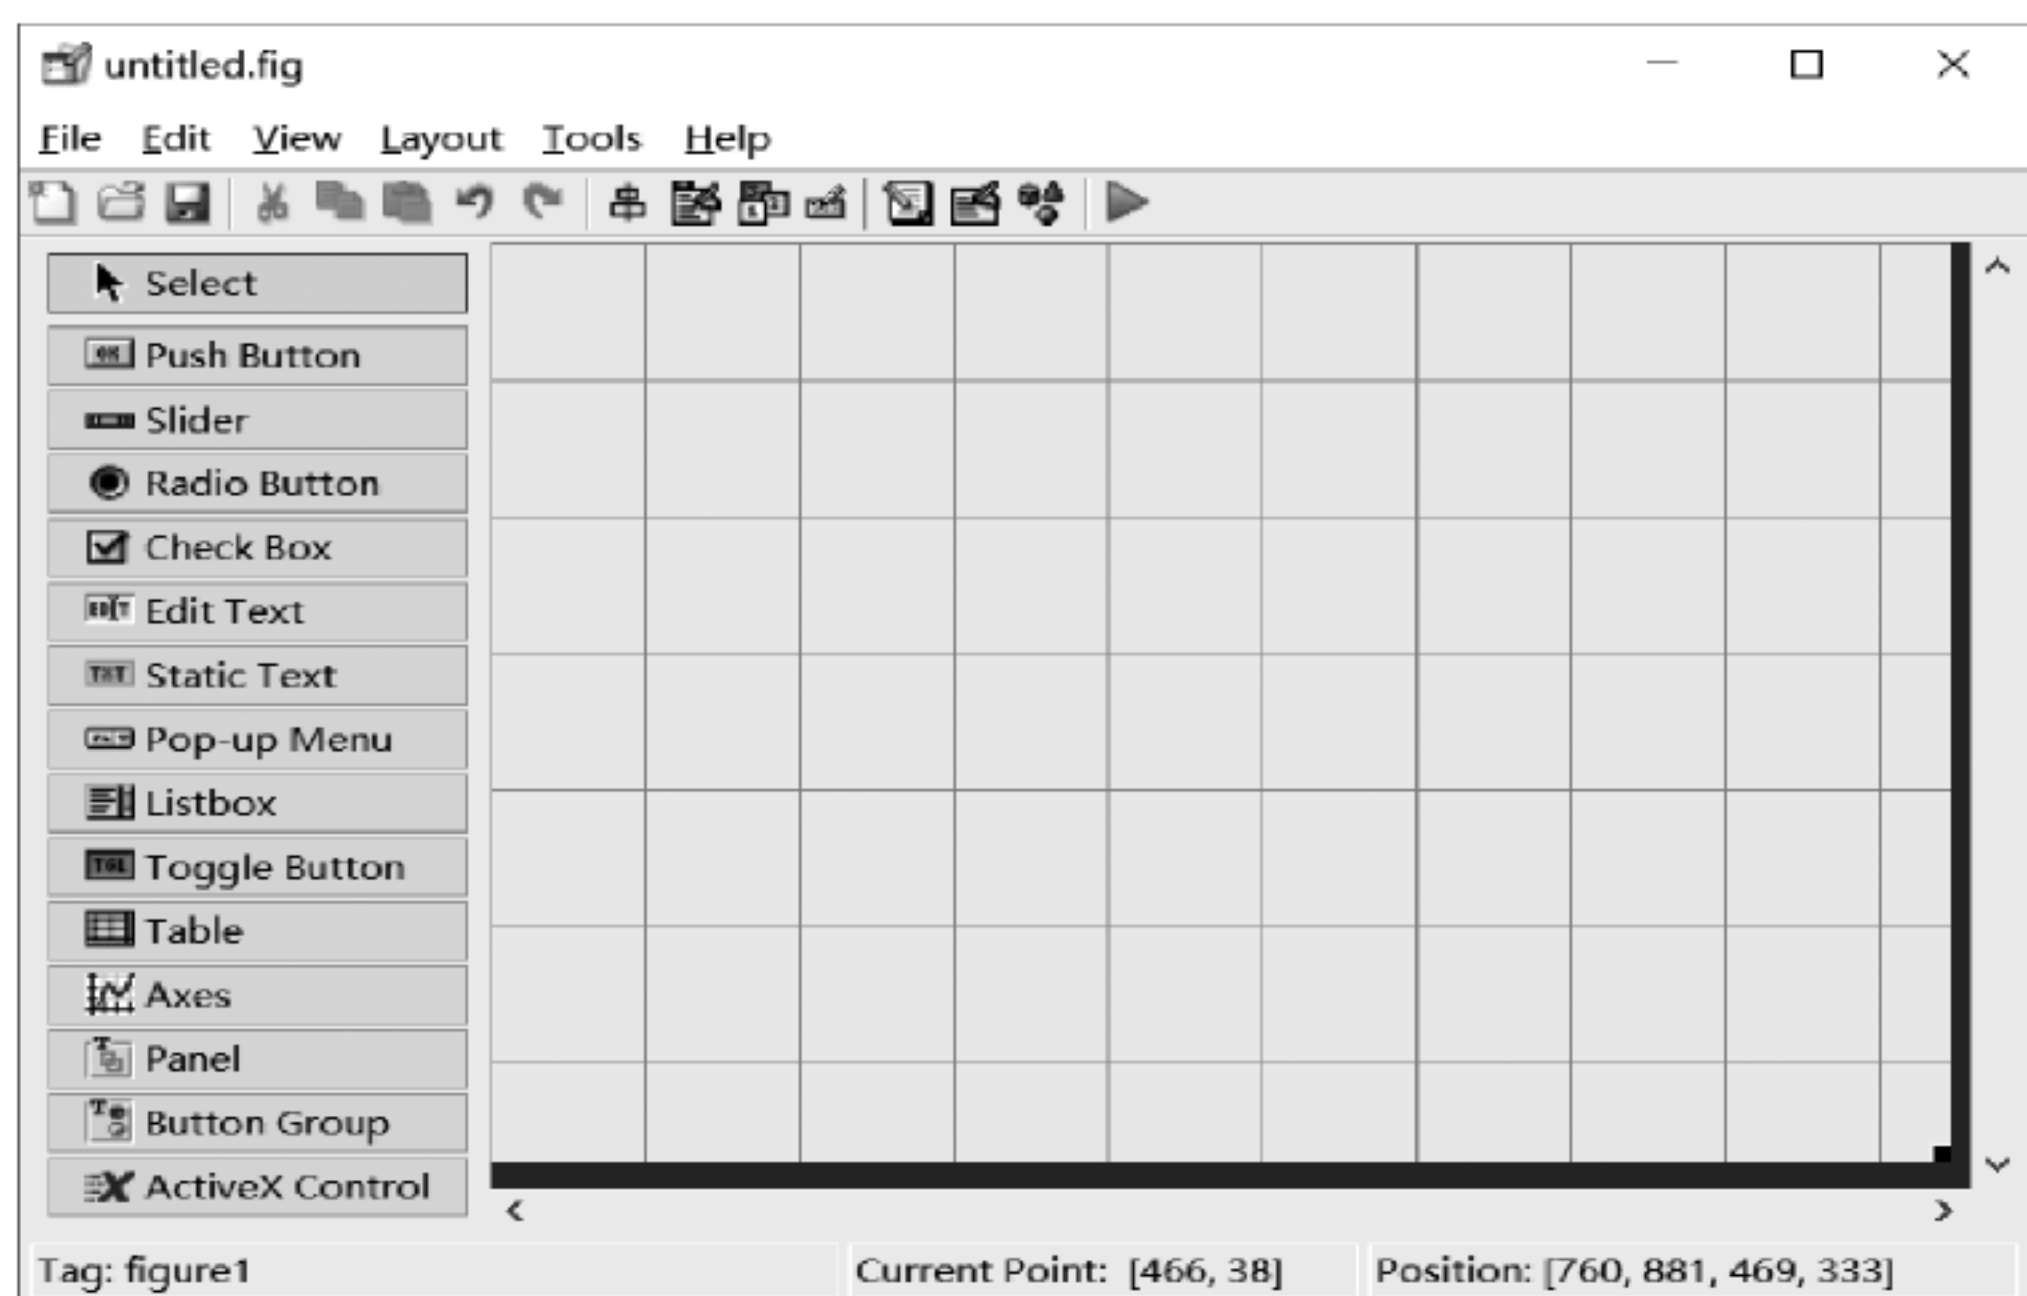 untitled.fig
File Edit View Layout Tools Help
Select
Push Button
Slider
Radio Button
Check Box
Edit Text
Static Text
Pop-up Menu
Listbox
Toggle Button
Table
Axes
Panel
Button Group
ActiveX Control
Tag: figure1
Current Point: [466, 38]
Position: [760, 881, 469, 333]